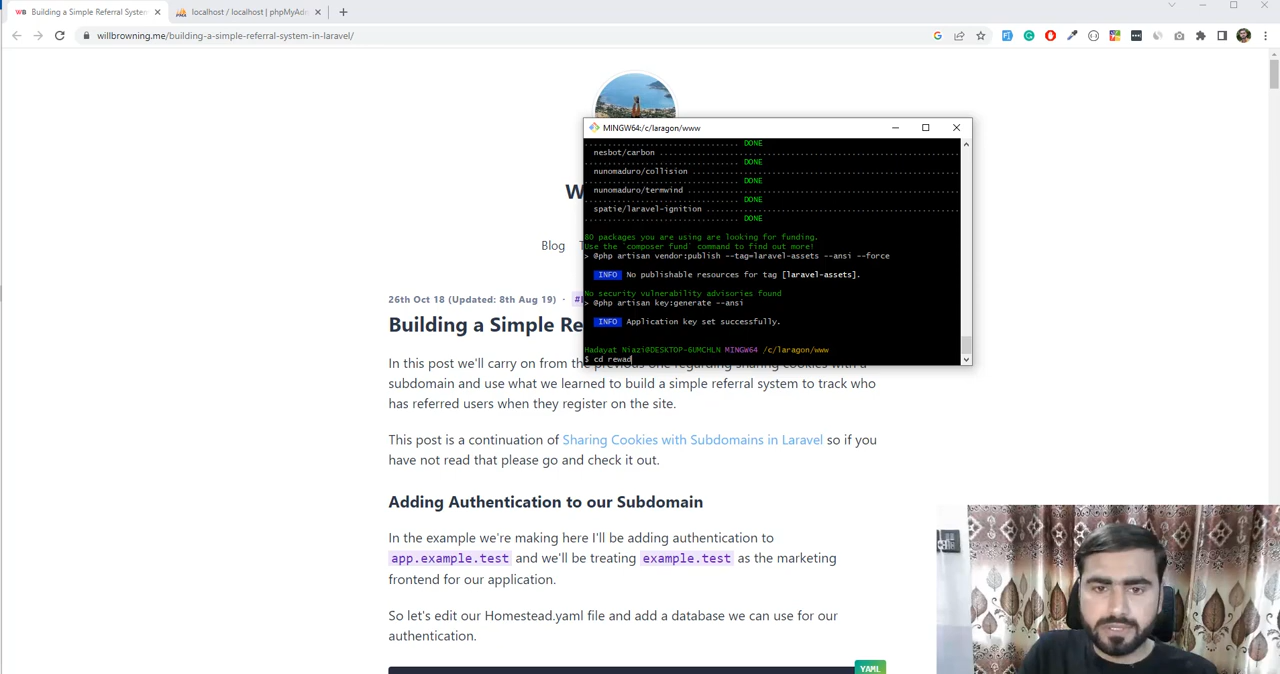 Building a Simple Referral System
localhost / localhost | phpMyAd
willbrowning.me/building-a-simple-referral-system-in-laravel/
W
Blog
26th Oct 18 (Updated: 8th Aug 19) ·
Building a Simple Re
In this post we'll carry on from the previous one regarding sharing cookies with a
subdomain and use what we learned to build a simple referral system to track who
has referred users when they register on the site.
This post is a continuation of Sharing Cookies with Subdomains in Laravel so if you
have not read that please go and check it out.
Adding Authentication to our Subdomain
In the example we're making here I'll be adding authentication to
app.example.test and we'll be treating example.test as the marketing
frontend for our application.
So let's edit our Homestead.yaml file and add a database we can use for our
authentication.
YAML
MINGW64:/c/laragon/www
................................ DONE
nesbot/carbon ................................................................
................................ DONE
nunomaduro/collision ................................................................
................................ DONE
nunomaduro/termwind ................................................................
................................ DONE
spatie/laravel-ignition ................................................................
................................ DONE
80 packages you are using are looking for funding.
Use the `composer fund` command to find out more!
> @php artisan vendor:publish --tag=laravel-assets --ansi --force
INFO No publishable resources for tag [laravel-assets].
No security vulnerability advisories found
> @php artisan key:generate --ansi
INFO Application key set successfully.
Hadayat Niazi@DESKTOP-6UMCHLN MINGW64 /c/laragon/www
$ cd rewad